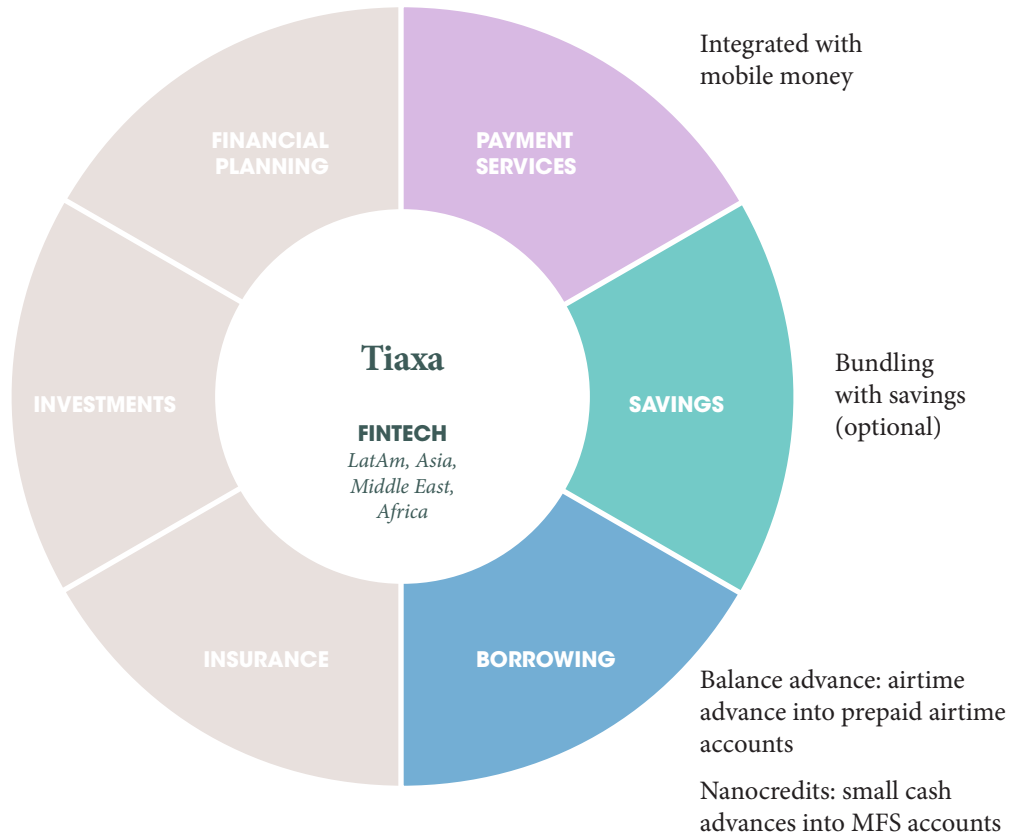 Integrated with
mobile money
FINANCIAL
PLANNING
PAYMENT
SERVICES
Tiaxa
FINTECH
LatAm, Asia,
Middle East,
Africa
INVESTMENTS
SAVINGS
Bundling
with savings
(optional)
INSURANCE
BORROWING
Balance advance: airtime
advance into prepaid airtime
accounts
Nanocredits: small cash
advances into MFS accounts